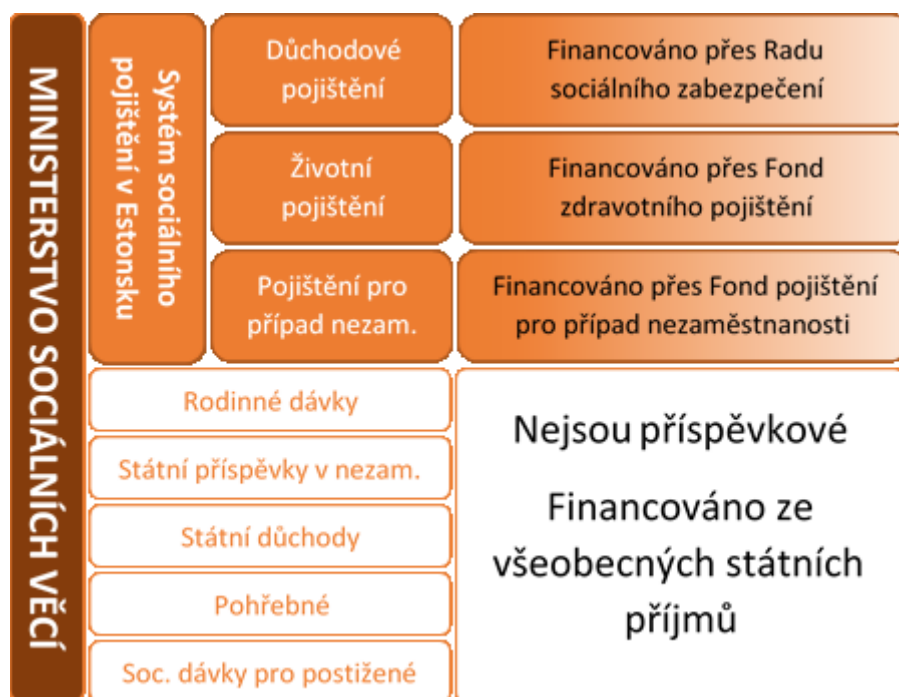 MINISTERSTVO SOCIÁLNÍCH VĚCÍ
Systém sociálního
pojištění v Estonsku
Důchodové
pojištění
Financováno přes Radu
sociálního zabezpečení
Životní
pojištění
Financováno přes Fond
zdravotního pojištění
Pojištění pro
případ nezam.
Financováno přes Fond pojištění
pro případ nezaměstnanosti
Rodinné dávky
Státní příspěvky v nezam.
Státní důchody
Pohřebné
Soc. dávky pro postižené
Nejsou příspěvkové
Financováno ze
všeobecných státních
příjmů